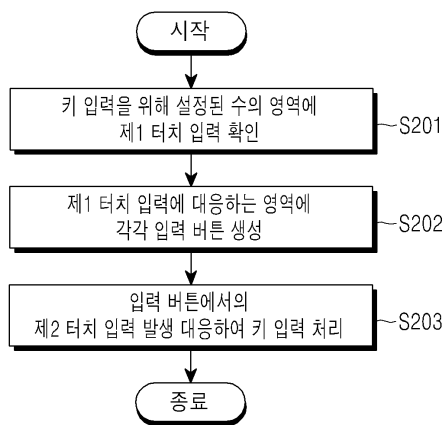 시작
키 입력을 위해 설정된 수의 영역에
제1 터치 입력 확인
S201
제1 터치 입력에 대응하는 영역에
각각 입력 버튼 생성
S202
입력 버튼에서의
제2 터치 입력 발생 대응하여 키 입력 처리
S203
종료